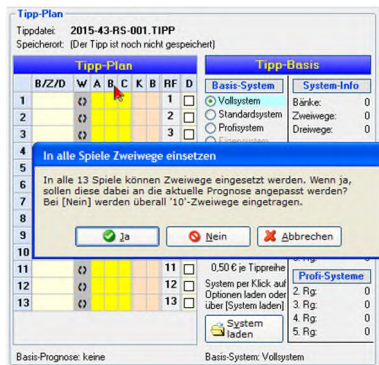 Tipp-Plan
Tippdatei: 2015-43-RS-001.TIPP
Speicherort: (Der Tipp ist noch nicht gespeichert)
Tipp-Plan
Tipp-Basis
B/Z/D W A B C K B RF D
Basis-System
System-Info
1 1
Vollsystem
Bänke: 0
2 2
Standardsystem
Zweiwege: 0
3 3
Profisystem
Dreiwege: 0
4
In alle Spiele Zweiwege einsetzen
5
In alle 13 Spiele können Zweiwege eingesetzt werden. Wenn ja,
6
sollen diese dabei an die aktuelle Prognose angepasst werden?
7
Bei [Nein] werden überall '10'-Zweiwege eingetragen.
8
9
Ja Nein Abbrechen
10
11 11
0,50 € je Tippreihe
Profi-Systeme
12 12
System per Klick auf
2. Rg: 0
Optionen laden oder
13 13
über [System laden]
3. Rg: 0
4. Rg: 0
System laden
5. Rg: 0
Basis-Prognose: keine
Basis-System: Vollsystem